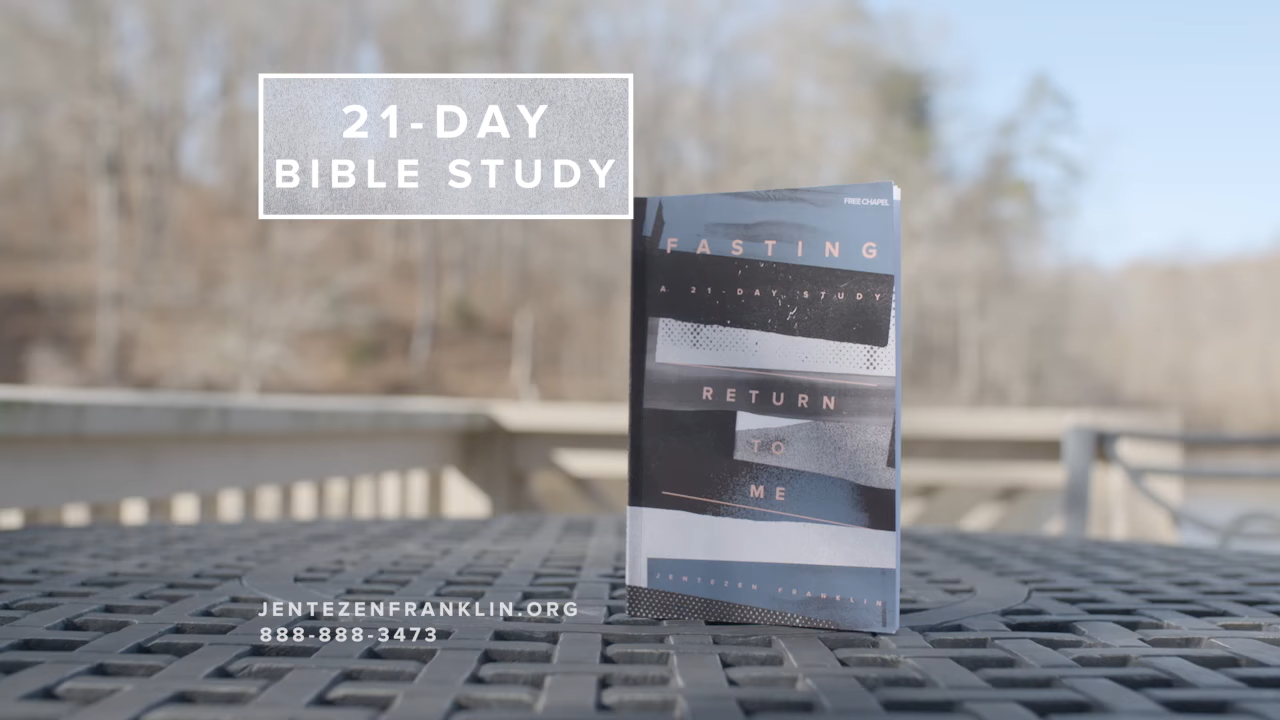 21-DAY
BIBLE STUDY
FREE CHAPEL
FASTING
A 21-DAY STUDY
RETURN
TO
ME
JENTEZEN FRANKLIN
JENTEZENFRANKLIN.ORG
888-888-3473